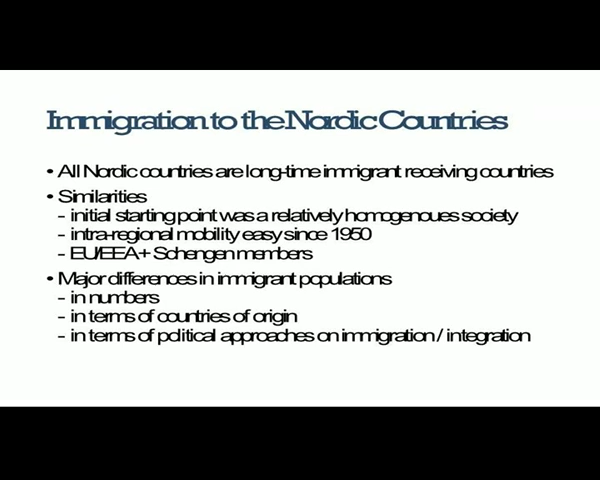 Immigration to the Nordic Countries
• All Nordic countries are long-time immigrant receiving countries
• Similarities
- initial starting point was a relatively homogenoues society
- intra-regional mobility easy since 1950
- EU/EEA + Schengen members
• Major differences in immigrant populations
- in numbers
- in terms of countries of origin
- in terms of political approaches on immigration / integration